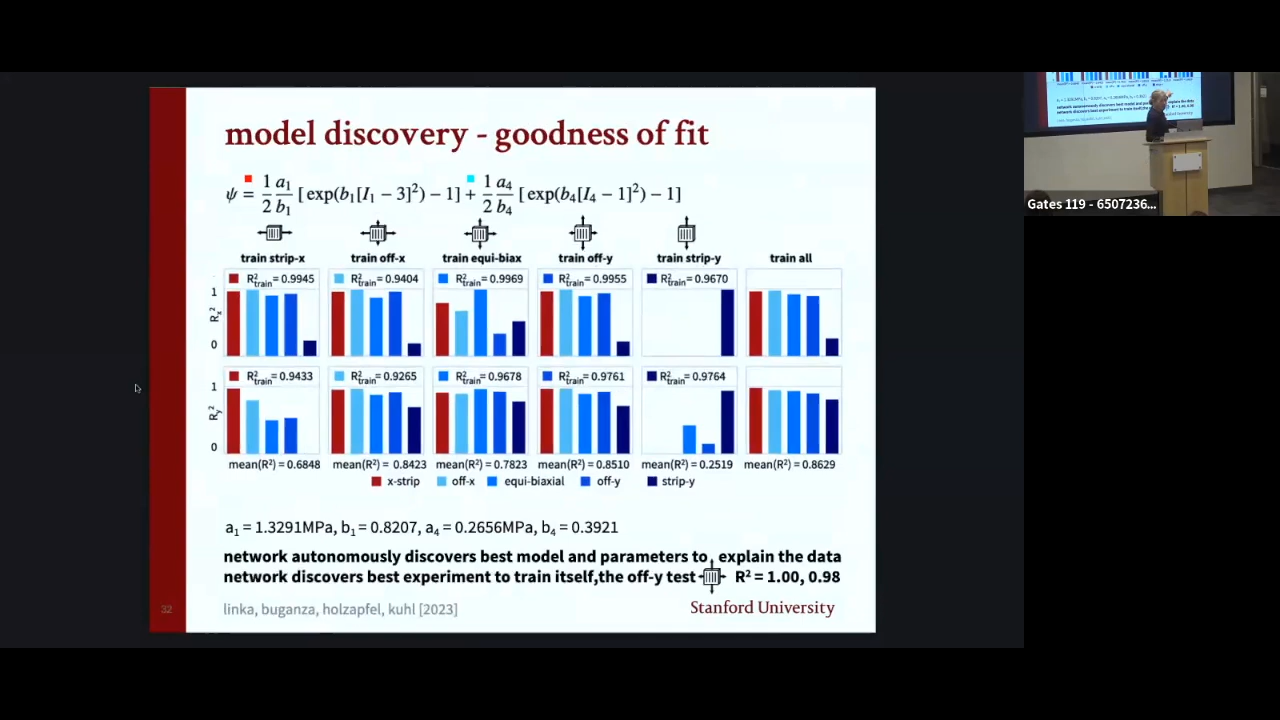 model discovery - goodness of fit
ψ = 1/2 a₁/b₁ [ exp(b₁[I₁ − 3]²) − 1] + 1/2 a₄/b₄ [ exp(b₄[I₄ − 1]²) − 1]
train strip-x train off-x train equi-biax train off-y train strip-y train all
R²train = 0.9945 R²train = 0.9404 R²train = 0.9969 R²train = 0.9955 R²train = 0.9670
1
R²x
0
R²train = 0.9433 R²train = 0.9265 R²train = 0.9678 R²train = 0.9761 R²train = 0.9764
1
R²y
0
mean(R²) = 0.6848 mean(R²) = 0.8423 mean(R²) = 0.7823 mean(R²) = 0.8510 mean(R²) = 0.2519 mean(R²) = 0.8629
x-strip off-x equi-biaxial off-y strip-y
a₁ = 1.3291MPa, b₁ = 0.8207, a₄ = 0.2656MPa, b₄ = 0.3921
network autonomously discovers best model and parameters to explain the data
network discovers best experiment to train itself,the off-y test R² = 1.00, 0.98
32 linka, buganza, holzapfel, kuhl [2023] Stanford University
Gates 119 - 6507236...